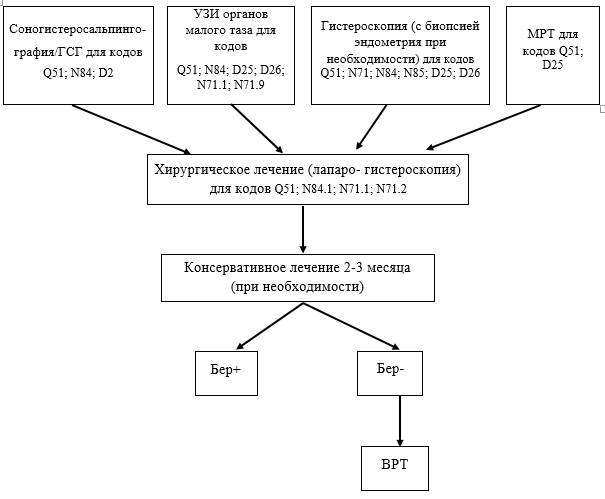 Соногистеросальпинго-
графия/ГСГ для кодов
Q51; N84; D2
УЗИ органов
малого таза для
кодов
Q51; N84; D25; D26;
N71.1; N71.9
Гистероскопия (с биопсией
эндометрия при
необходимости) для кодов
Q51; N71; N84; N85; D25; D26
МРТ для
кодов Q51;
D25
Хирургическое лечение (лапаро- гистероскопия)
для кодов Q51; N84.1; N71.1; N71.2
Консервативное лечение 2-3 месяца
(при необходимости)
Бер+
Бер-
ВРТ